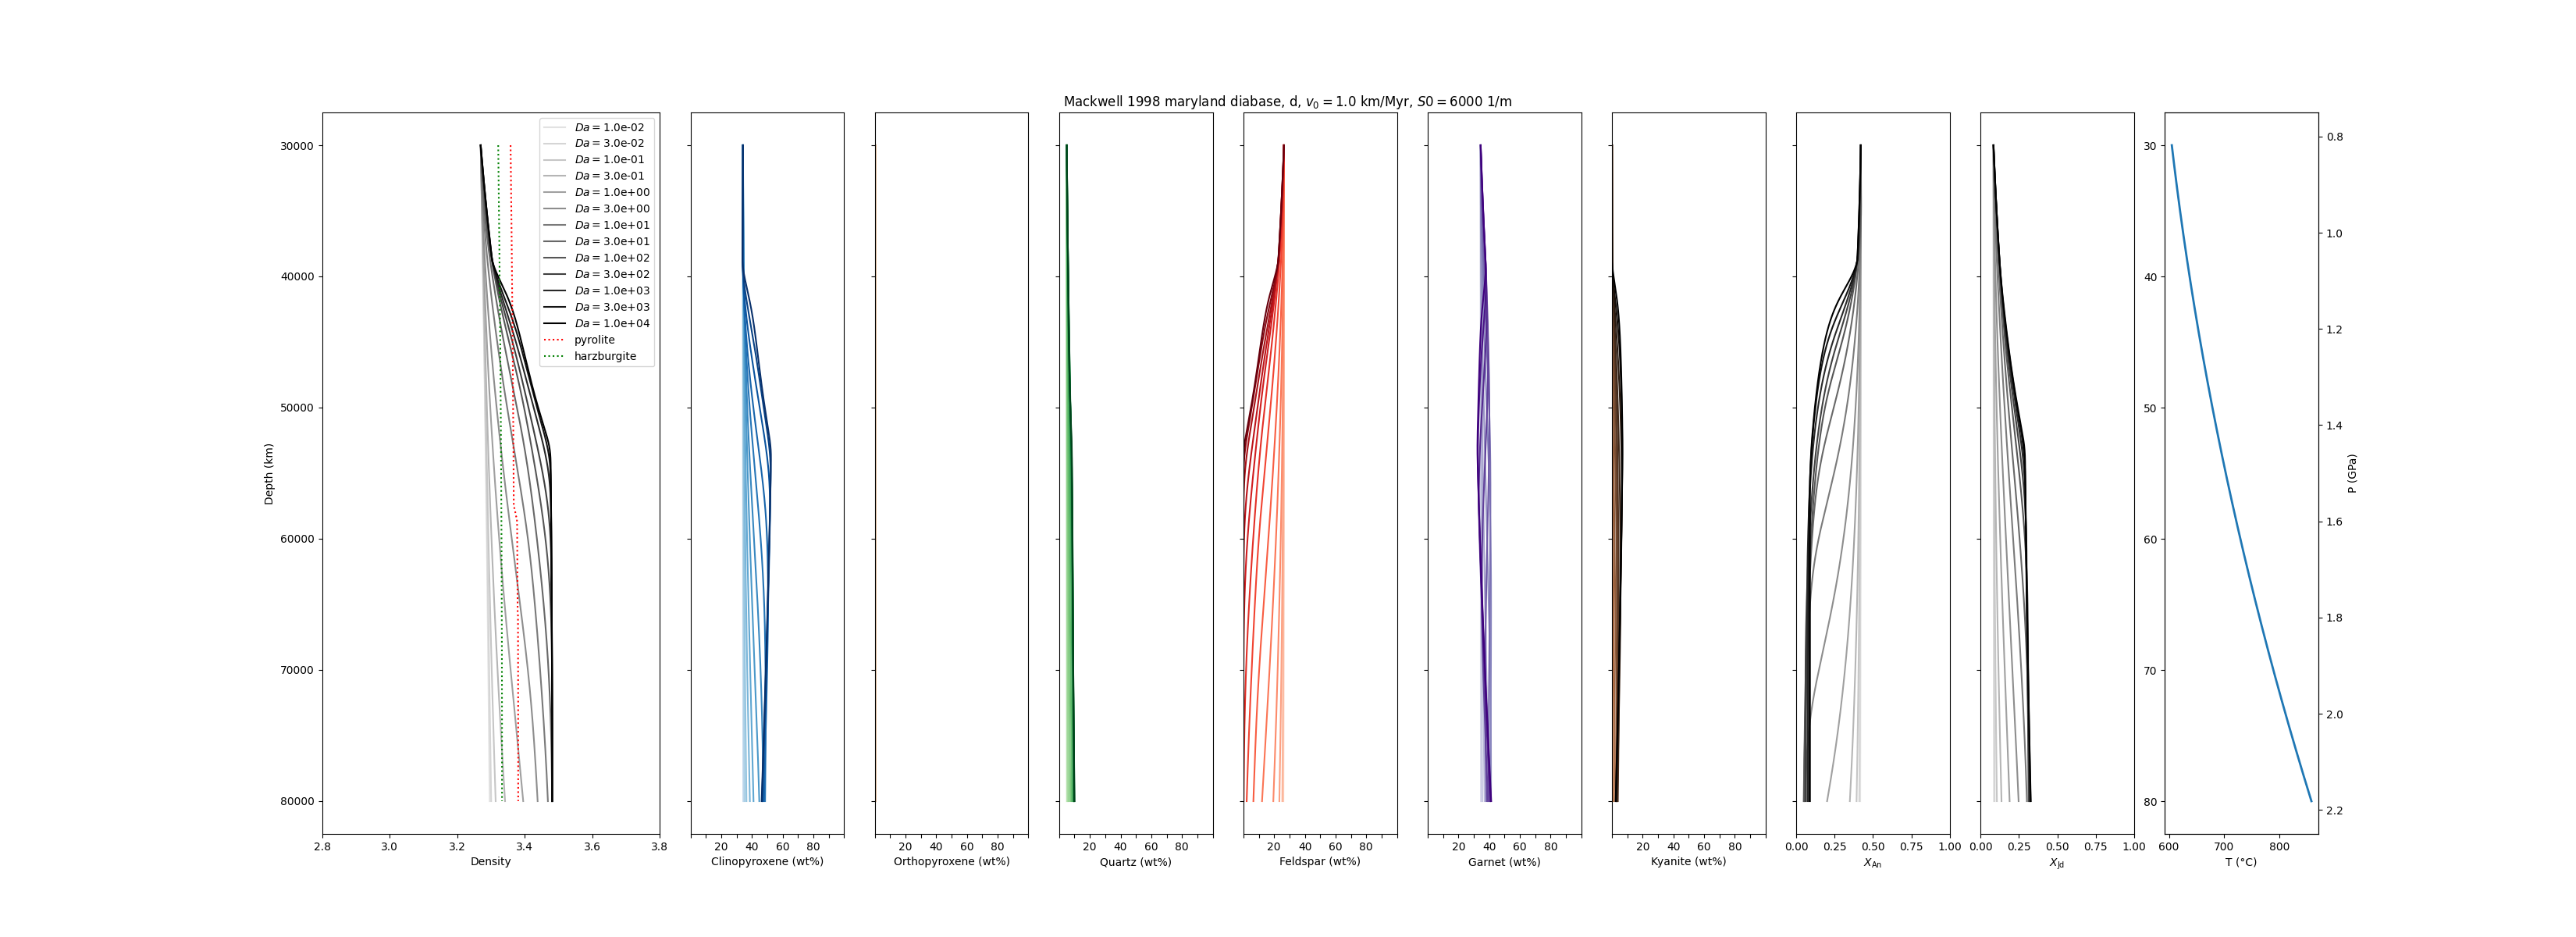 Mackwell 1998 maryland diabase, d, v₀ = 1.0 km/Myr, S0 = 6000 1/m
Da = 1.0e-02
Da = 3.0e-02
Da = 1.0e-01
Da = 3.0e-01
Da = 1.0e+00
Da = 3.0e+00
Da = 1.0e+01
Da = 3.0e+01
Da = 1.0e+02
Da = 3.0e+02
Da = 1.0e+03
Da = 3.0e+03
Da = 1.0e+04
pyrolite
harzburgite
Depth (km)
30000
40000
50000
60000
70000
80000
2.8 3.0 3.2 3.4 3.6 3.8
Density
20 40 60 80
Clinopyroxene (wt%)
20 40 60 80
Orthopyroxene (wt%)
20 40 60 80
Quartz (wt%)
20 40 60 80
Feldspar (wt%)
20 40 60 80
Garnet (wt%)
20 40 60 80
Kyanite (wt%)
0.00 0.25 0.50 0.75 1.00
X_An
0.00 0.25 0.50 0.75 1.00
X_Jd
30
40
50
60
70
80
600 700 800
T (°C)
0.8
1.0
1.2
1.4
1.6
1.8
2.0
2.2
P (GPa)